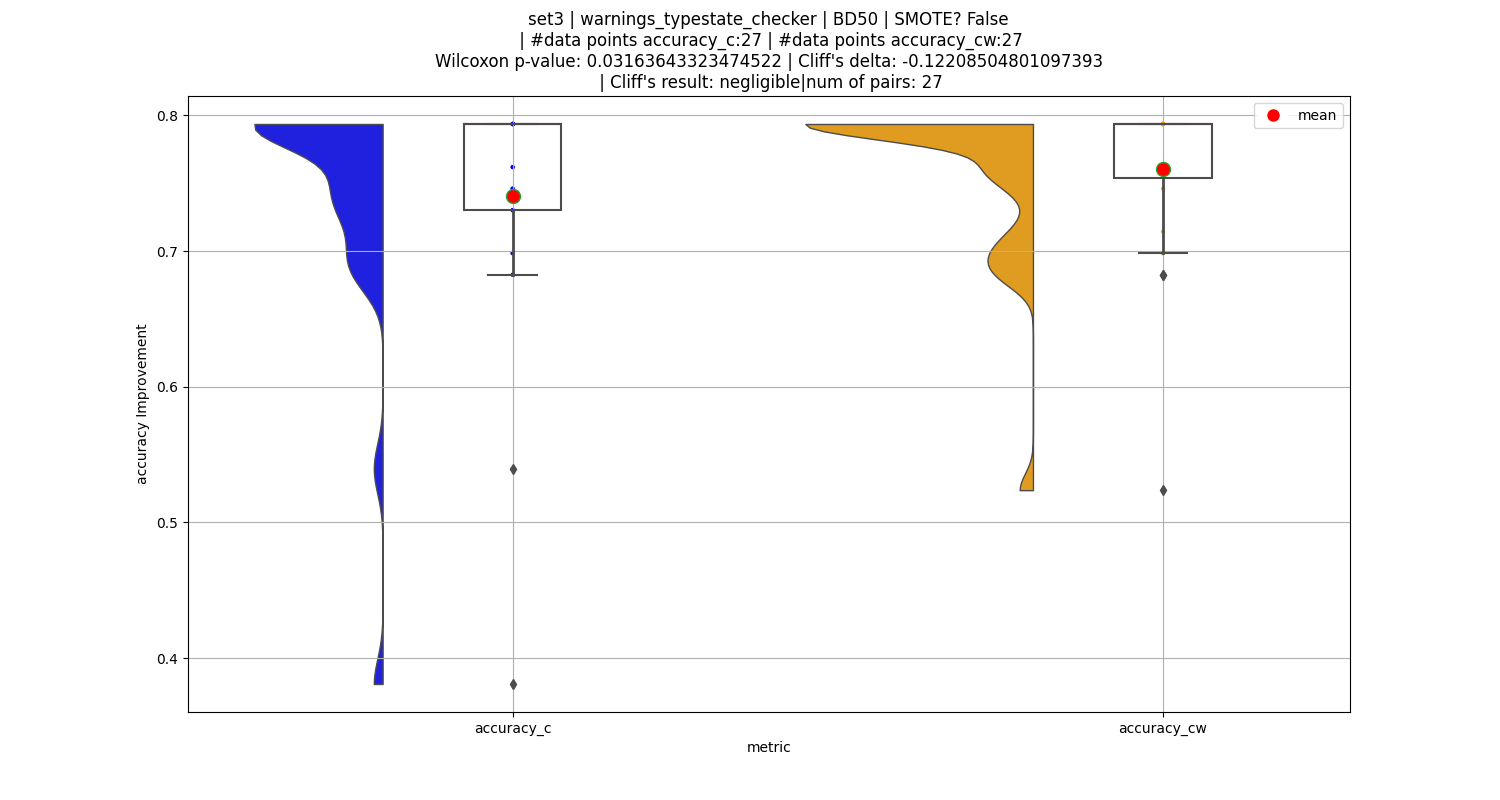 set3 | warnings_typestate_checker | BD50 | SMOTE? False
| #data points accuracy_c:27 | #data points accuracy_cw:27
Wilcoxon p-value: 0.03163643323474522 | Cliff's delta: -0.12208504801097393
| Cliff's result: negligible|num of pairs: 27
mean
0.8
0.7
0.6
0.5
0.4
accuracy Improvement
accuracy_c
accuracy_cw
metric